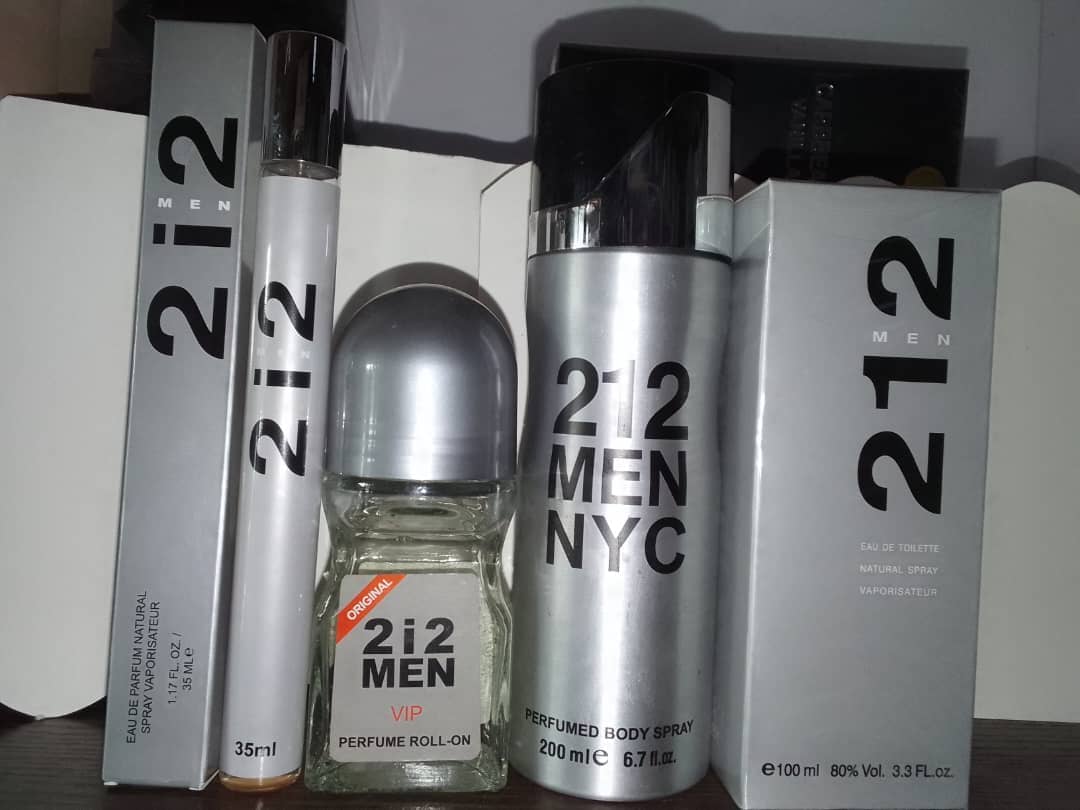 2i2
MEN
EAU DE PARFUM NATURAL
SPRAY VAPORISATEUR
1.17 FL. OZ. /
35 ML e
2i2
MEN
35ml
ORIGINAL
2i2
MEN
VIP
PERFUME ROLL-ON
212
MEN
NYC
PERFUMED BODY SPRAY
200 ml e 6.7 fl.oz.
212
MEN
EAU DE TOILETTE
NATURAL SPRAY
VAPORISATEUR
e 100 ml 80% Vol. 3.3 FL.oz.